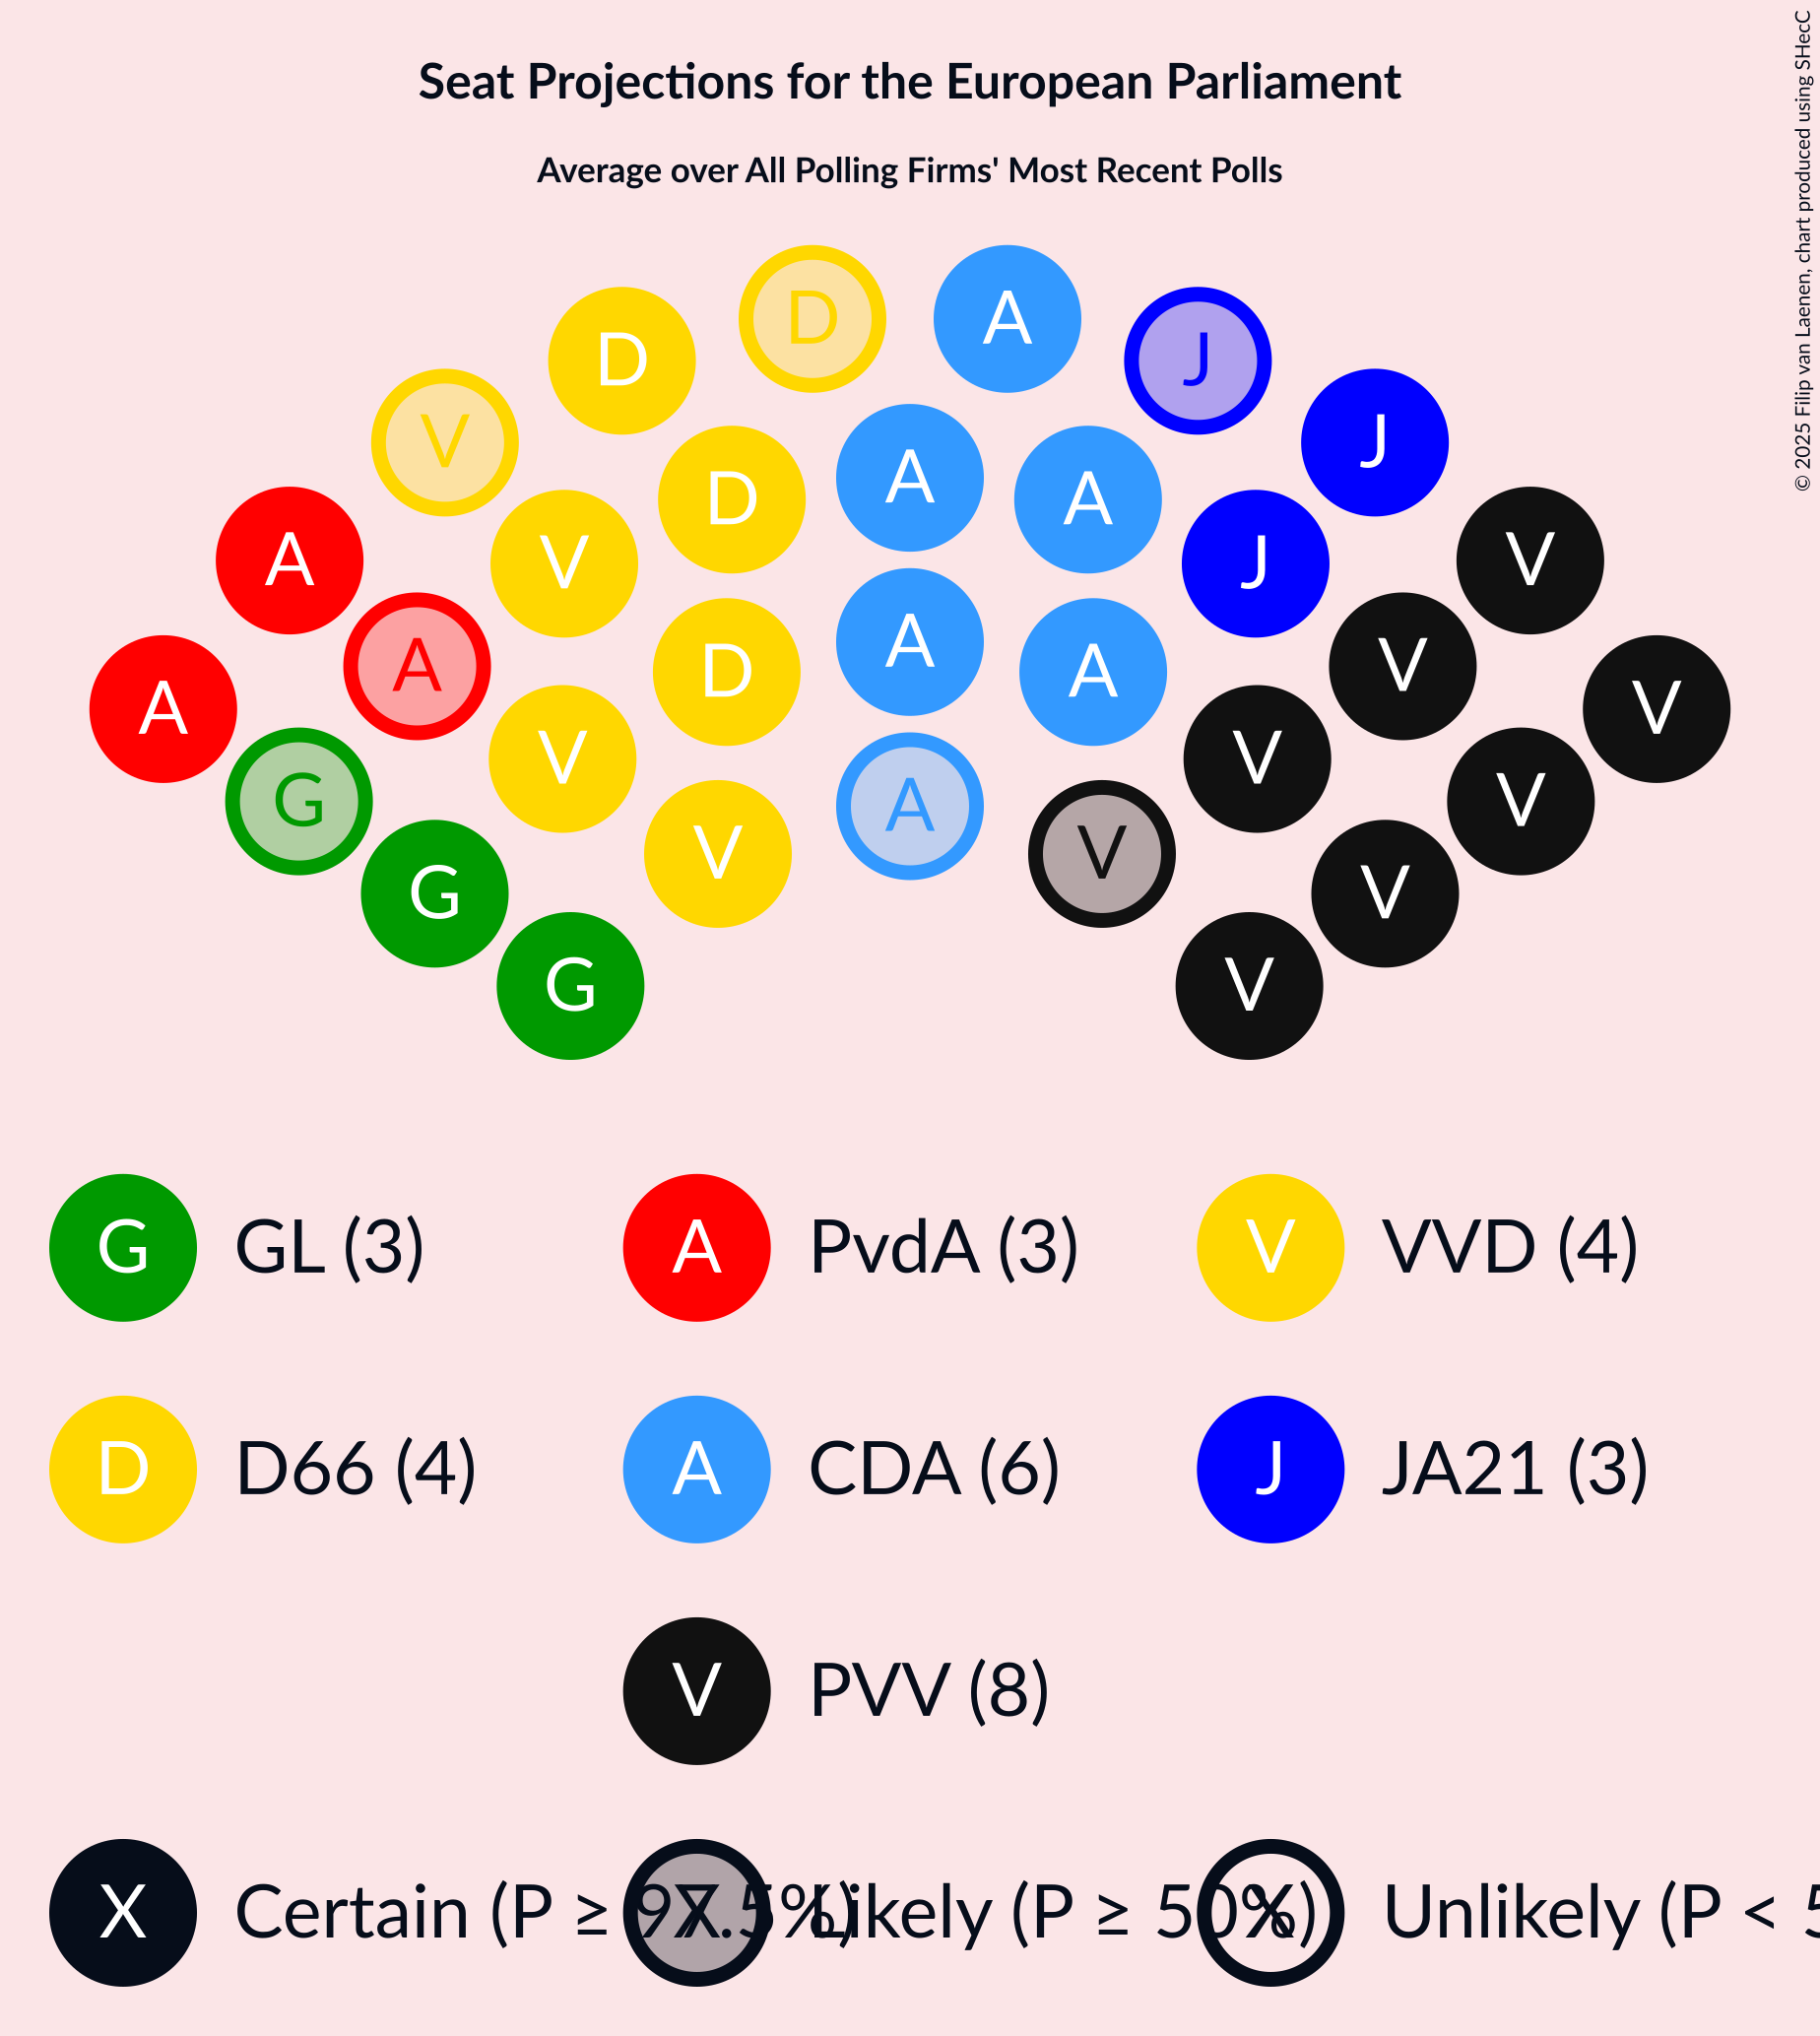 Seat Projections for the European Parliament
Average over All Polling Firms' Most Recent Polls
© 2025 Filip van Laenen, chart produced using SHecC
D A
D J
V J
D A A
A V V J V
A A V
A D A V
A V V V
G A V
V V
G V
G V
G GL (3) A PvdA (3) V VVD (4)
D D66 (4) A CDA (6) J JA21 (3)
V PVV (8)
X Certain (P ≥ 97.5%) X Likely (P ≥ 50%) X Unlikely (P < 5